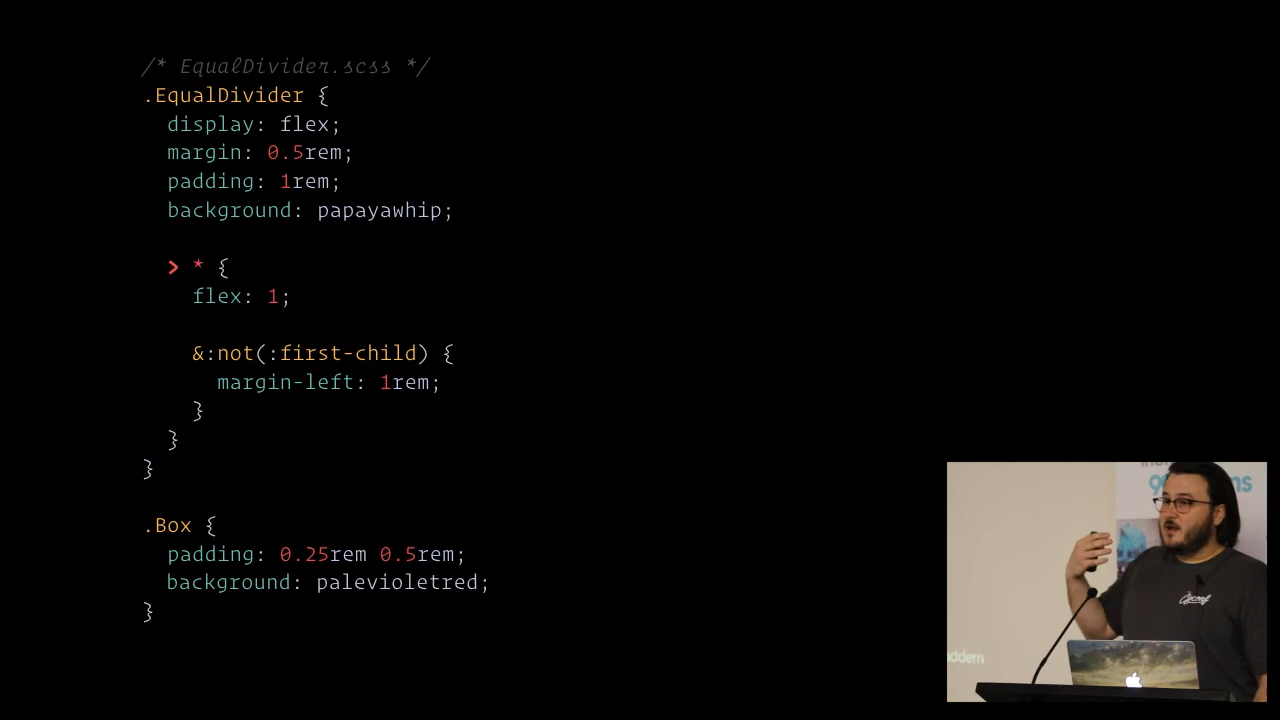 /* EqualDivider.scss */
.EqualDivider {
  display: flex;
  margin: 0.5rem;
  padding: 1rem;
  background: papayawhip;

  > * {
    flex: 1;

    &:not(:first-child) {
      margin-left: 1rem;
    }
  }
}

.Box {
  padding: 0.25rem 0.5rem;
  background: palevioletred;
}